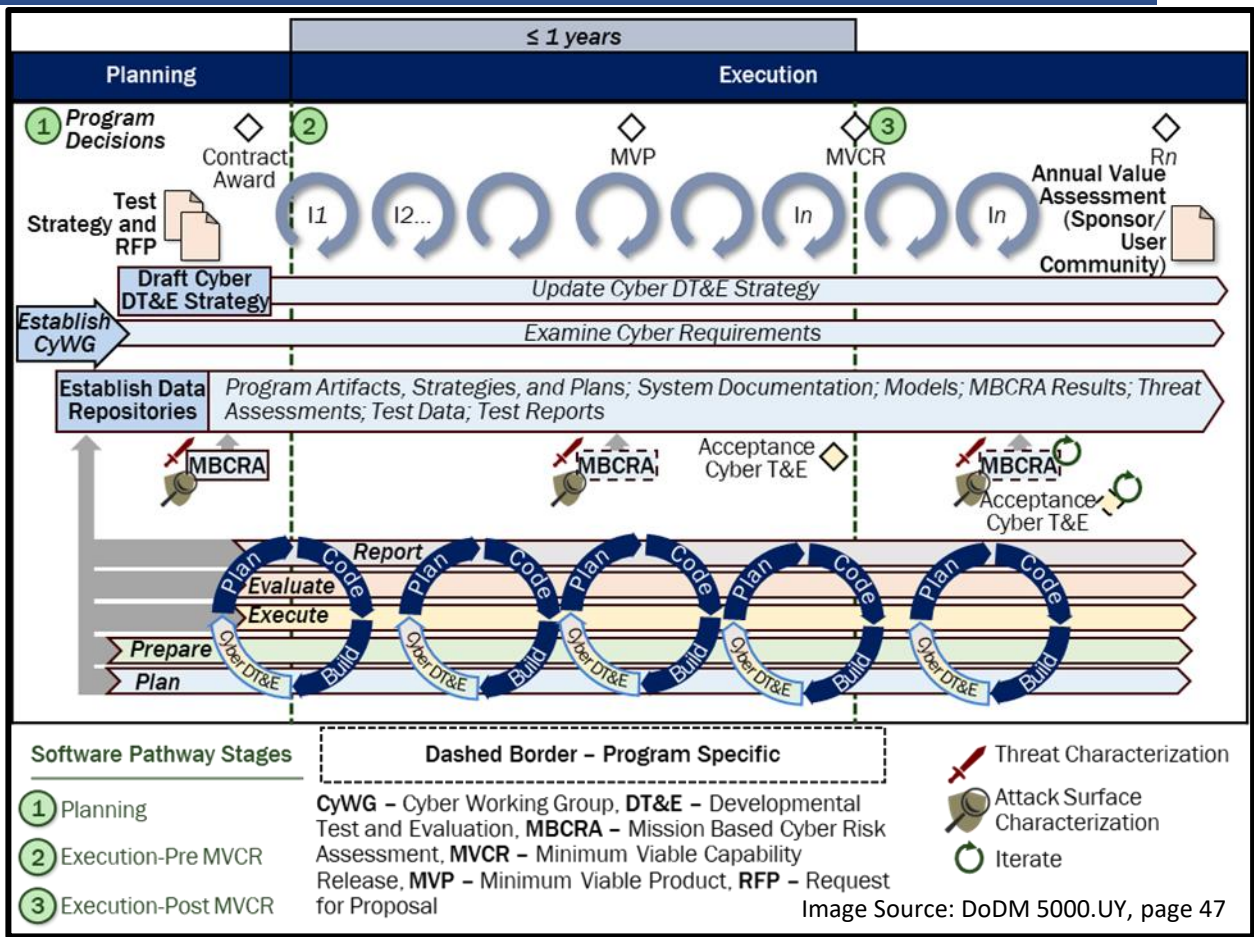 ≤ 1 years
Planning
Execution
1 Program
Decisions
2
3
Contract
Award
MVP
MVCR
Rn
Test
Strategy and
RFP
I1
I2...
In
In
Annual Value
Assessment
(Sponsor/
User
Community)
Draft Cyber
DT&E Strategy
Update Cyber DT&E Strategy
Establish
CyWG
Examine Cyber Requirements
Establish Data
Repositories
Program Artifacts, Strategies, and Plans; System Documentation; Models; MBCRA Results; Threat
Assessments; Test Data; Test Reports
MBCRA
MBCRA
Acceptance
Cyber T&E
MBCRA
Acceptance
Cyber T&E
Report
Evaluate
Execute
Prepare
Plan
Plan
Code
Build
Cyber DT&E
Plan
Code
Build
Cyber DT&E
Plan
Code
Build
Cyber DT&E
Plan
Code
Build
Cyber DT&E
Plan
Code
Build
Cyber DT&E
Software Pathway Stages
1 Planning
2 Execution-Pre MVCR
3 Execution-Post MVCR
Dashed Border – Program Specific
CyWG – Cyber Working Group, DT&E – Developmental
Test and Evaluation, MBCRA – Mission Based Cyber Risk
Assessment, MVCR – Minimum Viable Capability
Release, MVP – Minimum Viable Product, RFP – Request
for Proposal
Threat Characterization
Attack Surface
Characterization
Iterate
Image Source: DoDM 5000.UY, page 47